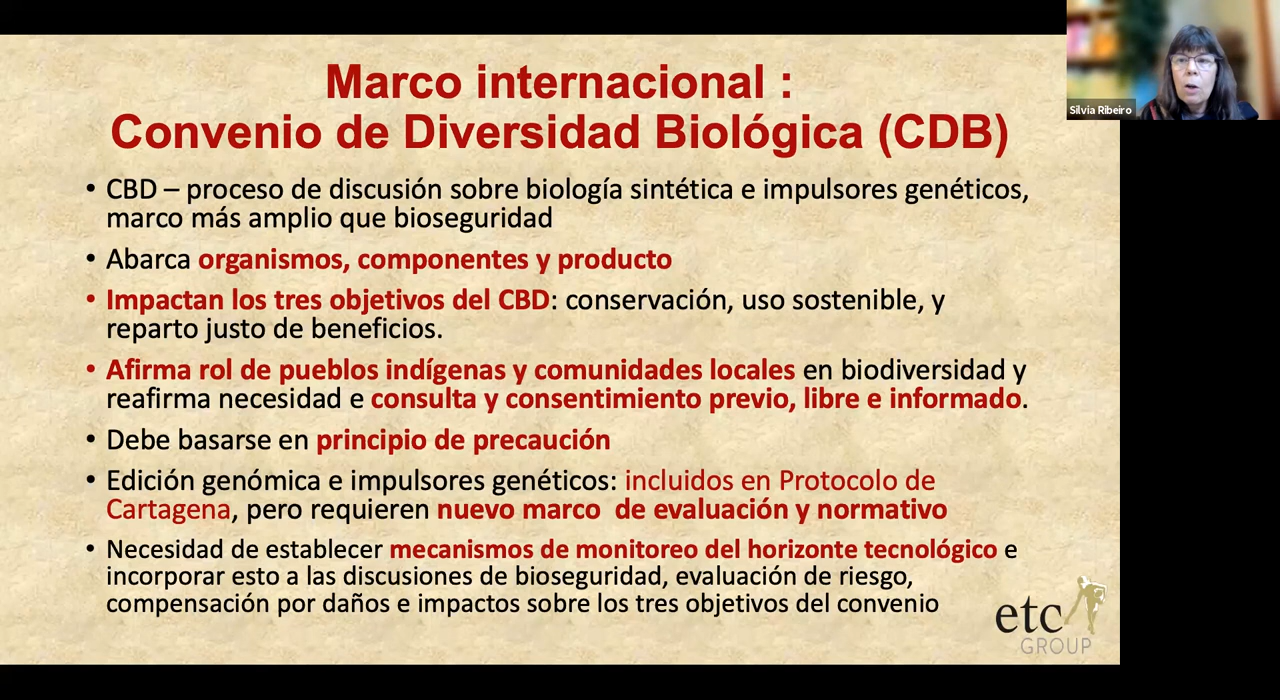 Marco internacional :
Convenio de Diversidad Biológica (CDB)
• CBD – proceso de discusión sobre biología sintética e impulsores genéticos,
marco más amplio que bioseguridad
• Abarca organismos, componentes y producto
• Impactan los tres objetivos del CBD: conservación, uso sostenible, y
reparto justo de beneficios.
• Afirma rol de pueblos indígenas y comunidades locales en biodiversidad y
reafirma necesidad e consulta y consentimiento previo, libre e informado.
• Debe basarse en principio de precaución
• Edición genómica e impulsores genéticos: incluidos en Protocolo de
Cartagena, pero requieren nuevo marco  de evaluación y normativo
• Necesidad de establecer mecanismos de monitoreo del horizonte tecnológico e
incorporar esto a las discusiones de bioseguridad, evaluación de riesgo,
compensación por daños e impactos sobre los tres objetivos del convenio
etc
GROUP
Silvia Ribeiro